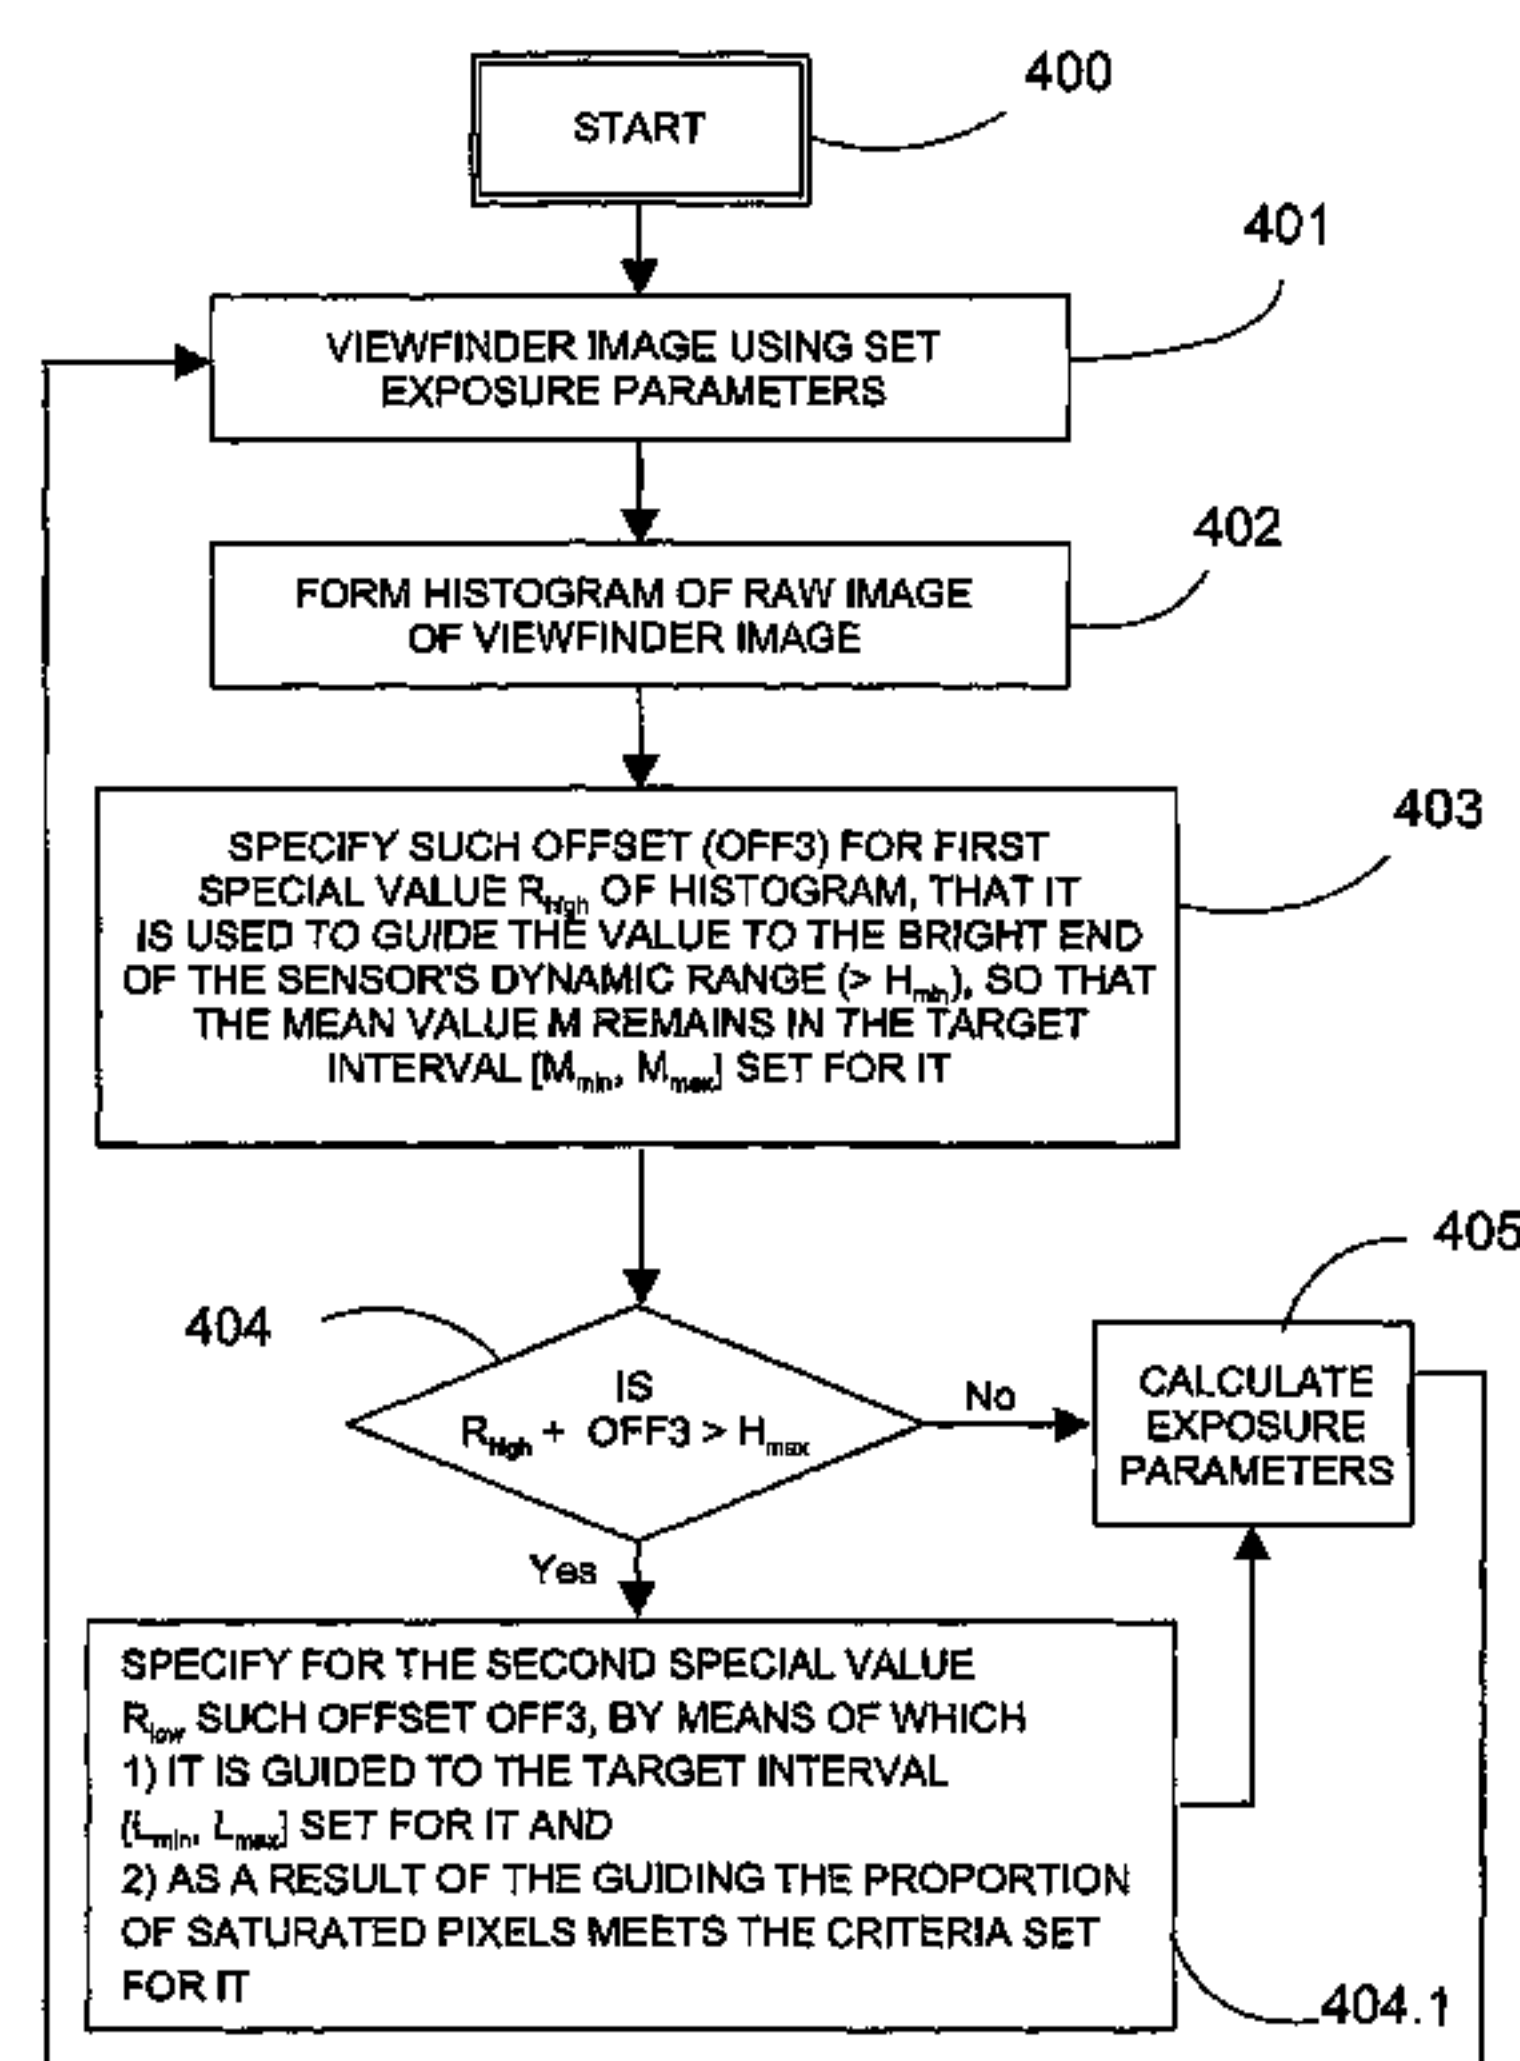 400
START
401
VIEWFINDER IMAGE USING SET
EXPOSURE PARAMETERS
402
FORM HISTOGRAM OF RAW IMAGE
OF VIEWFINDER IMAGE
403
SPECIFY SUCH OFFSET (OFF3) FOR FIRST
SPECIAL VALUE Rhigh OF HISTOGRAM, THAT IT
IS USED TO GUIDE THE VALUE TO THE BRIGHT END
OF THE SENSOR'S DYNAMIC RANGE (> Hmin), SO THAT
THE MEAN VALUE M REMAINS IN THE TARGET
INTERVAL [Mmin, Mmax] SET FOR IT
404
IS
Rhigh + OFF3 > Hmax
No
405
CALCULATE
EXPOSURE
PARAMETERS
Yes
SPECIFY FOR THE SECOND SPECIAL VALUE
Rlow SUCH OFFSET OFF3, BY MEANS OF WHICH
1) IT IS GUIDED TO THE TARGET INTERVAL
[Lmin, Lmax] SET FOR IT AND
2) AS A RESULT OF THE GUIDING THE PROPORTION
OF SATURATED PIXELS MEETS THE CRITERIA SET
FOR IT
404.1